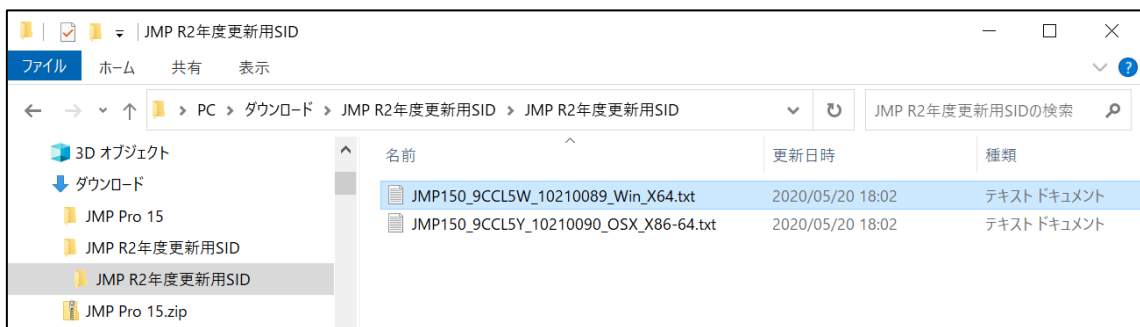 JMP R2年度更新用SID
ファイル ホーム 共有 表示
PC > ダウンロード > JMP R2年度更新用SID > JMP R2年度更新用SID
JMP R2年度更新用SIDの検索
3D オブジェクト
ダウンロード
JMP Pro 15
JMP R2年度更新用SID
JMP R2年度更新用SID
JMP Pro 15.zip
名前 更新日時 種類
JMP150_9CCL5W_10210089_Win_X64.txt 2020/05/20 18:02 テキスト ドキュメント
JMP150_9CCL5Y_10210090_OSX_X86-64.txt 2020/05/20 18:02 テキスト ドキュメント